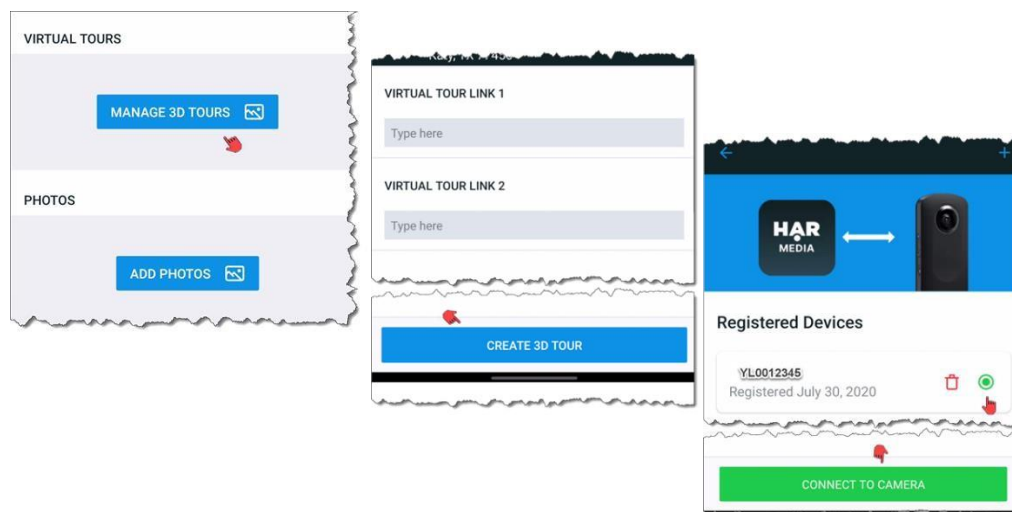 VIRTUAL TOURS
MANAGE 3D TOURS
PHOTOS
ADD PHOTOS
VIRTUAL TOUR LINK 1
Type here
VIRTUAL TOUR LINK 2
Type here
CREATE 3D TOUR
HAR
MEDIA
Registered Devices
YL0012345
Registered July 30, 2020
CONNECT TO CAMERA